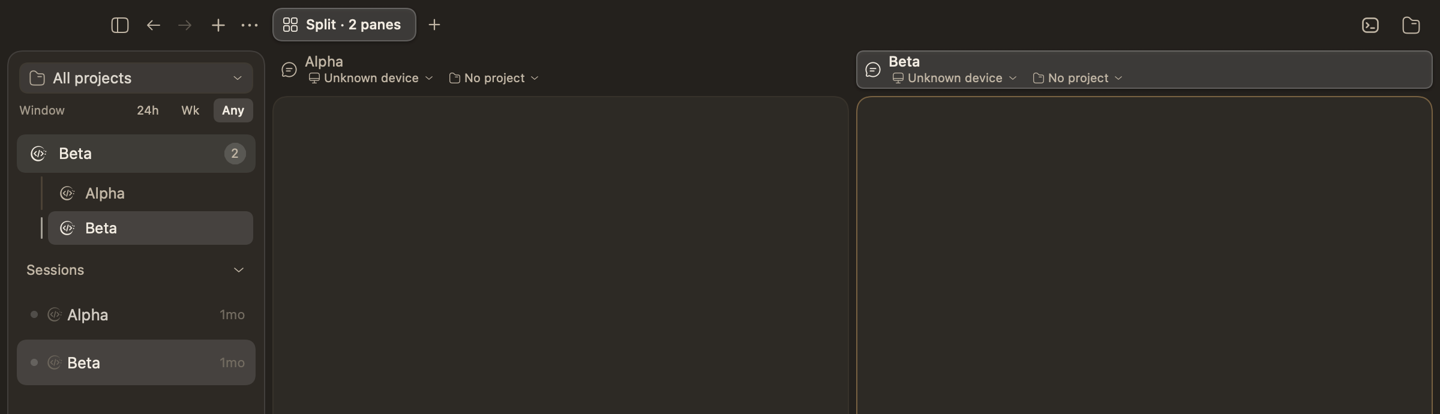 Split · 2 panes
All projects
Window 24h Wk Any
Beta 2
Alpha
Beta
Sessions
Alpha 1mo
Beta 1mo
Alpha
Unknown device No project
Beta
Unknown device No project